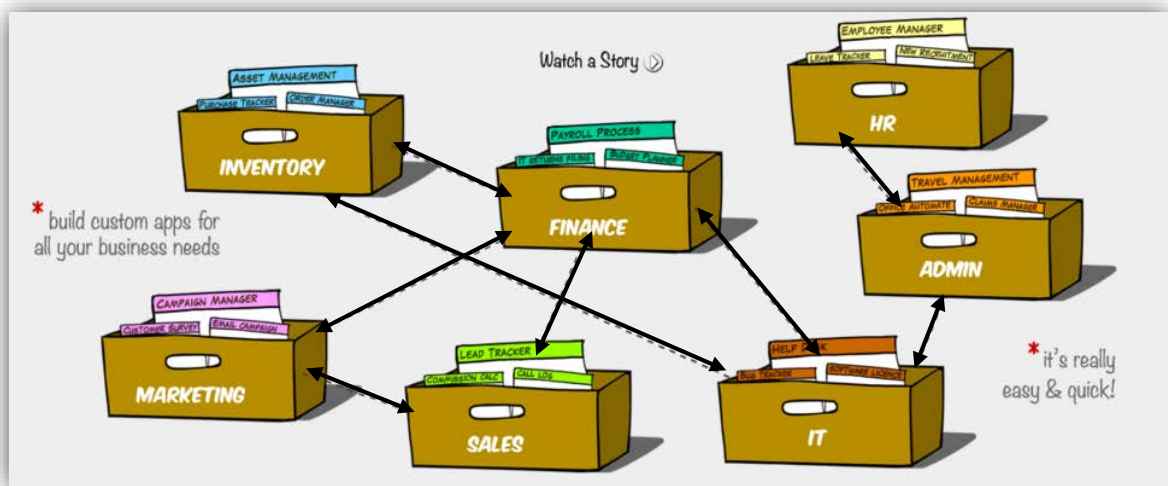 EMPLOYEE MANAGER
LEAVE TRACKER
NEW RECRUITMENT
HR
Watch a Story
ASSET MANAGEMENT
PURCHASE TRACKER
ORDER MANAGER
INVENTORY
PAYROLL PROCESS
IT RETURNS FILING
BUDGET PLANNER
FINANCE
TRAVEL MANAGEMENT
OFFICE AUTOMATE
CLAIMS MANAGER
ADMIN
* build custom apps for
all your business needs
CAMPAIGN MANAGER
CUSTOMER SURVEY
EMAIL CAMPAIGN
MARKETING
LEAD TRACKER
COMMISSION CALC
CALL LOG
SALES
HELP DESK
BUG TRACKER
SOFTWARE LICENCE
IT
* it's really
easy & quick!